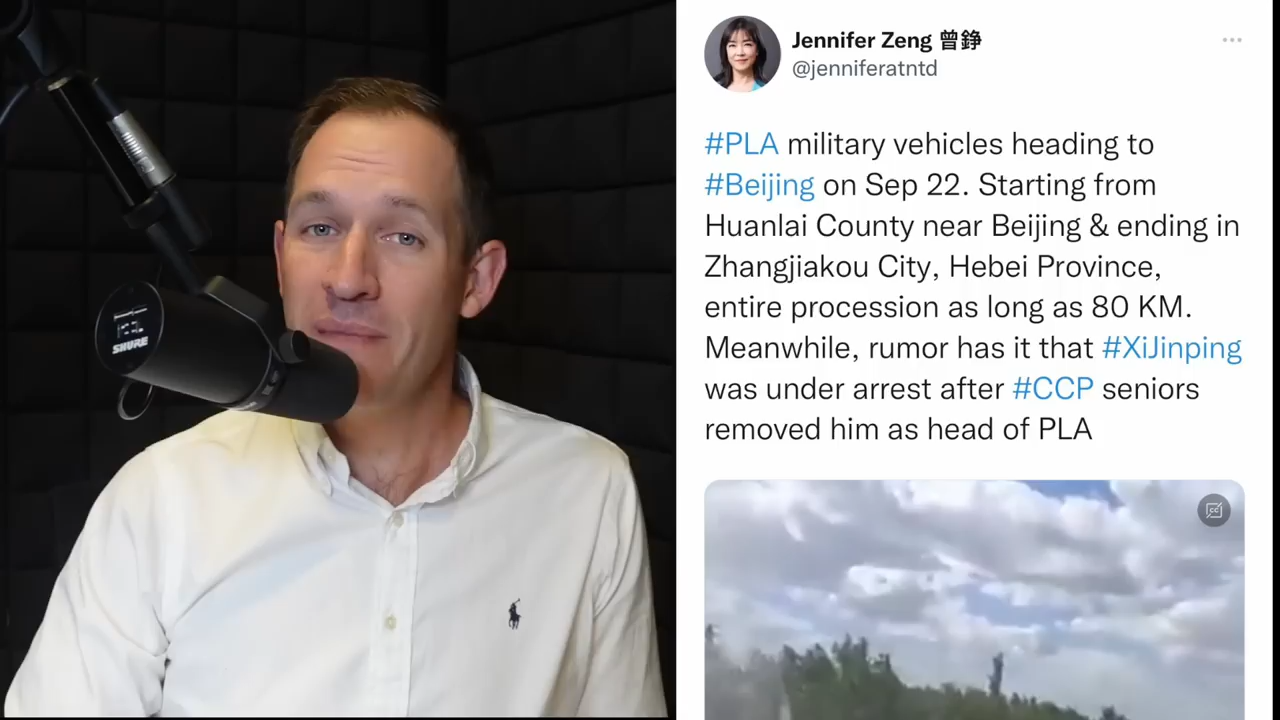 SHURE
Jennifer Zeng 曾錚
@jenniferatntd
#PLA military vehicles heading to
#Beijing on Sep 22. Starting from
Huanlai County near Beijing & ending in
Zhangjiakou City, Hebei Province,
entire procession as long as 80 KM.
Meanwhile, rumor has it that #XiJinping
was under arrest after #CCP seniors
removed him as head of PLA